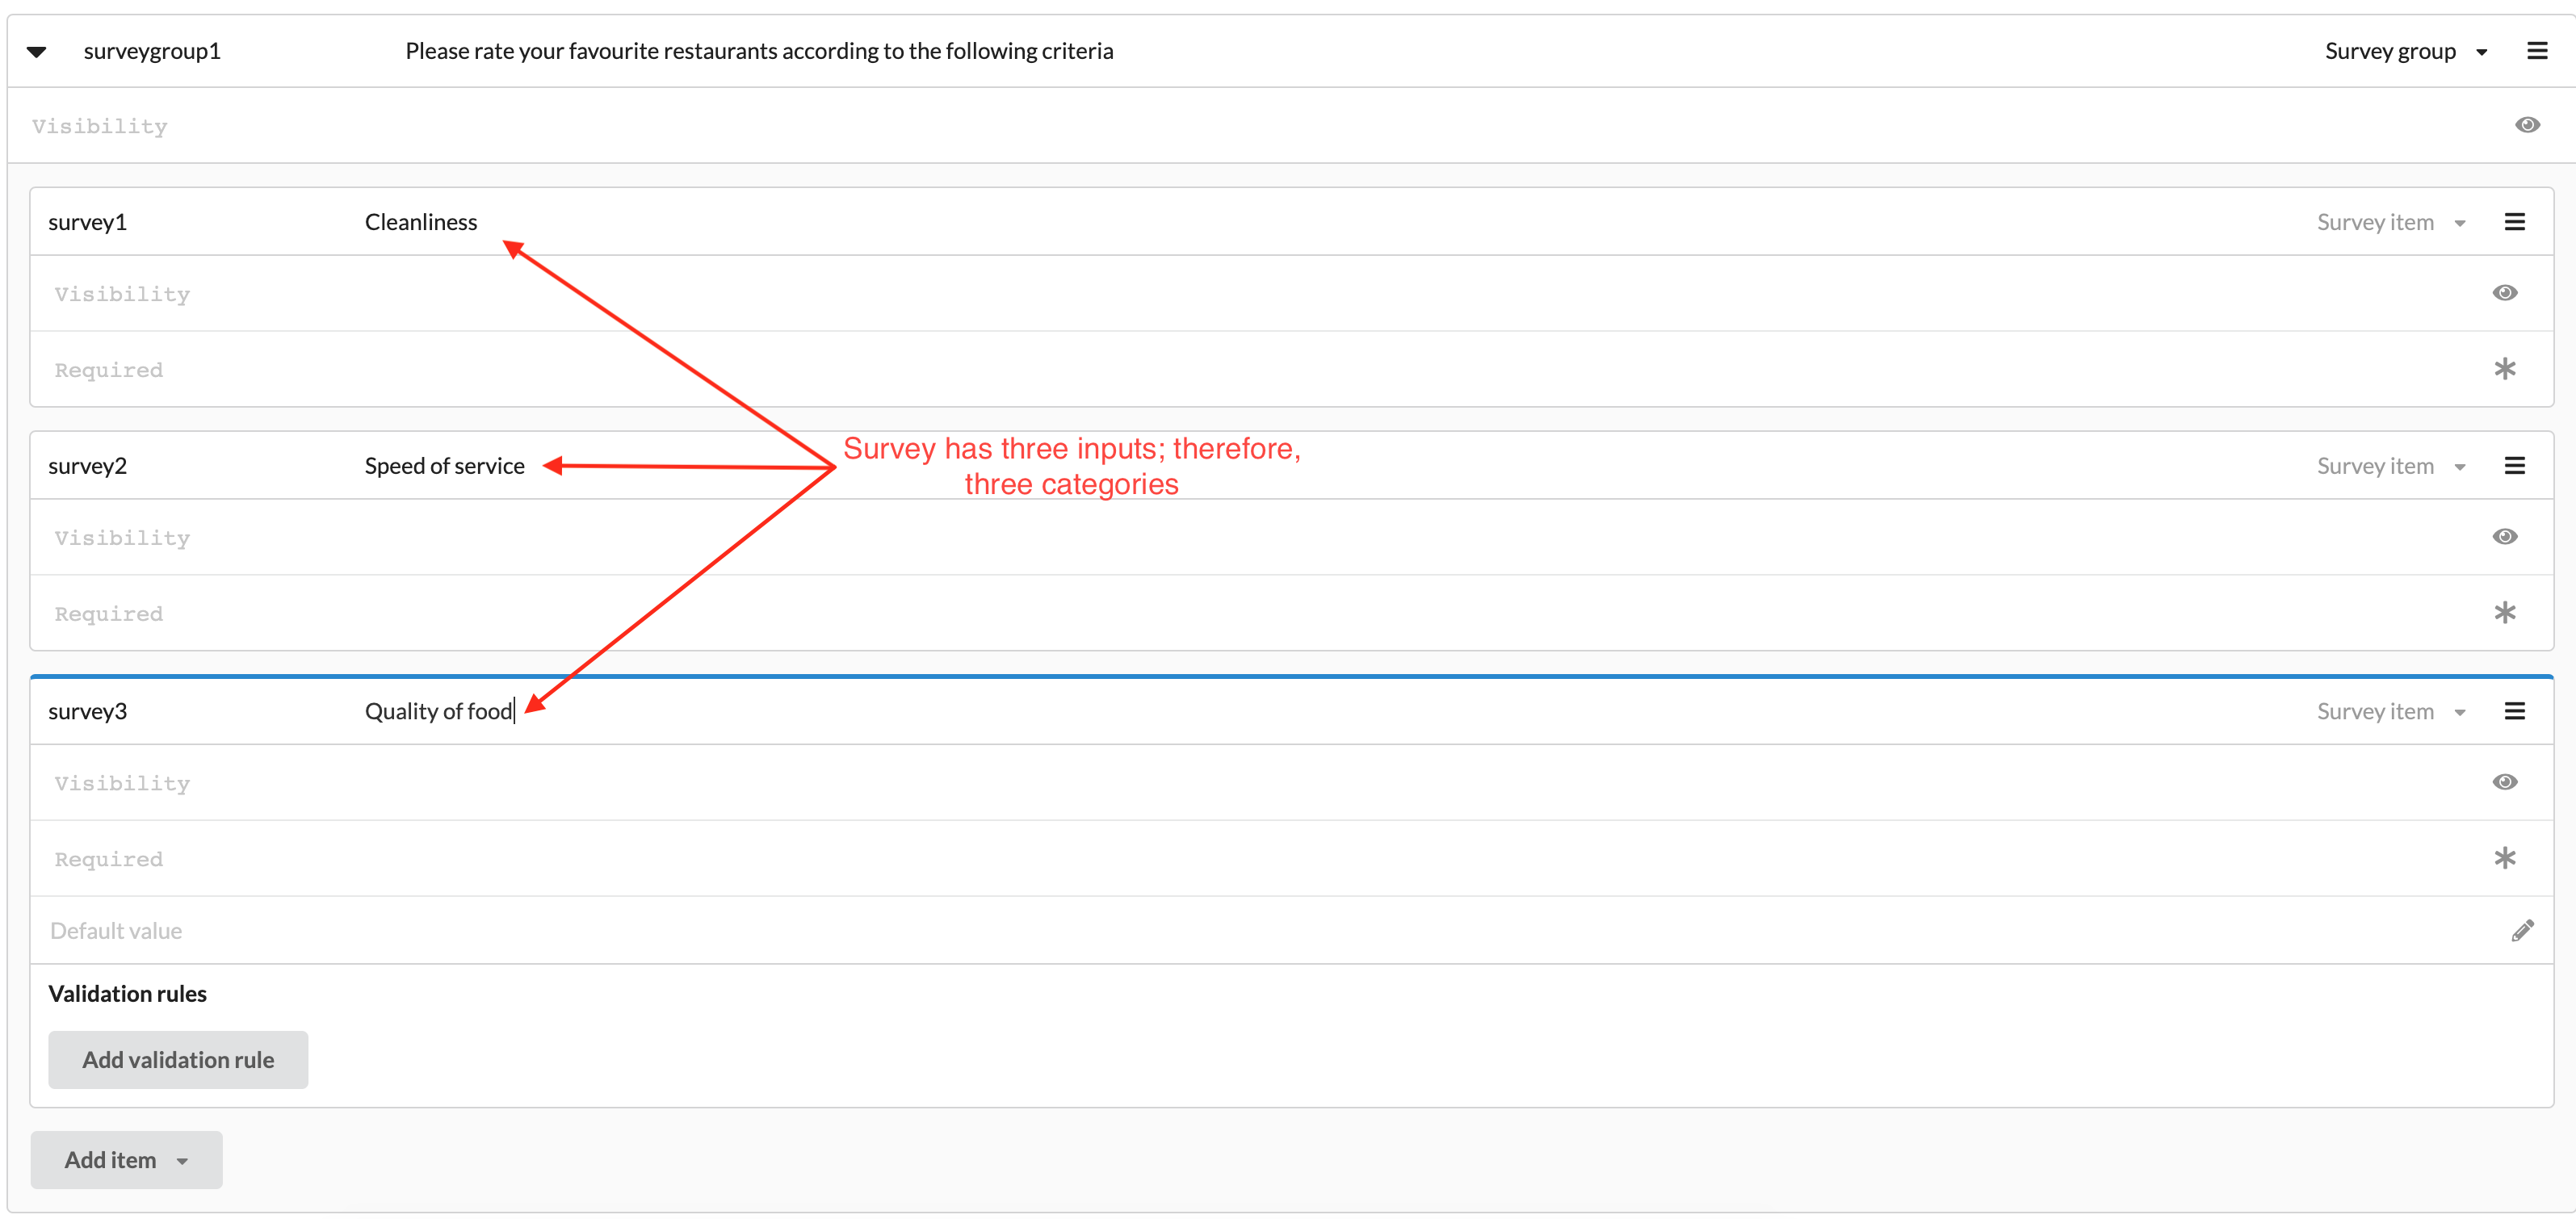 surveygroup1 Please rate your favourite restaurants according to the following criteria Survey group
Visibility
survey1 Cleanliness Survey item
Visibility
Required
Survey has three inputs; therefore,
three categories
survey2 Speed of service Survey item
Visibility
Required
survey3 Quality of food Survey item
Visibility
Required
Default value
Validation rules
Add validation rule
Add item